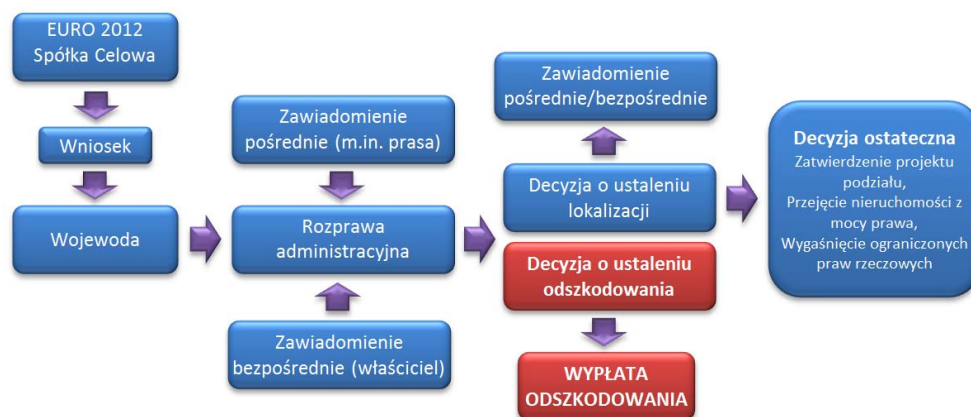 EURO 2012
Spółka Celowa
Wniosek
Wojewoda
Zawiadomienie
pośrednie (m.in. prasa)
Rozprawa
administracyjna
Zawiadomienie
bezpośrednie (właściciel)
Zawiadomienie
pośrednie/bezpośrednie
Decyzja o ustaleniu
lokalizacji
Decyzja o ustaleniu
odszkodowania
WYPŁATA
ODSZKODOWANIA
Decyzja ostateczna
Zatwierdzenie projektu
podziału,
Przejęcie nieruchomości z
mocy prawa,
Wygaśnięcie ograniczonych
praw rzeczowych